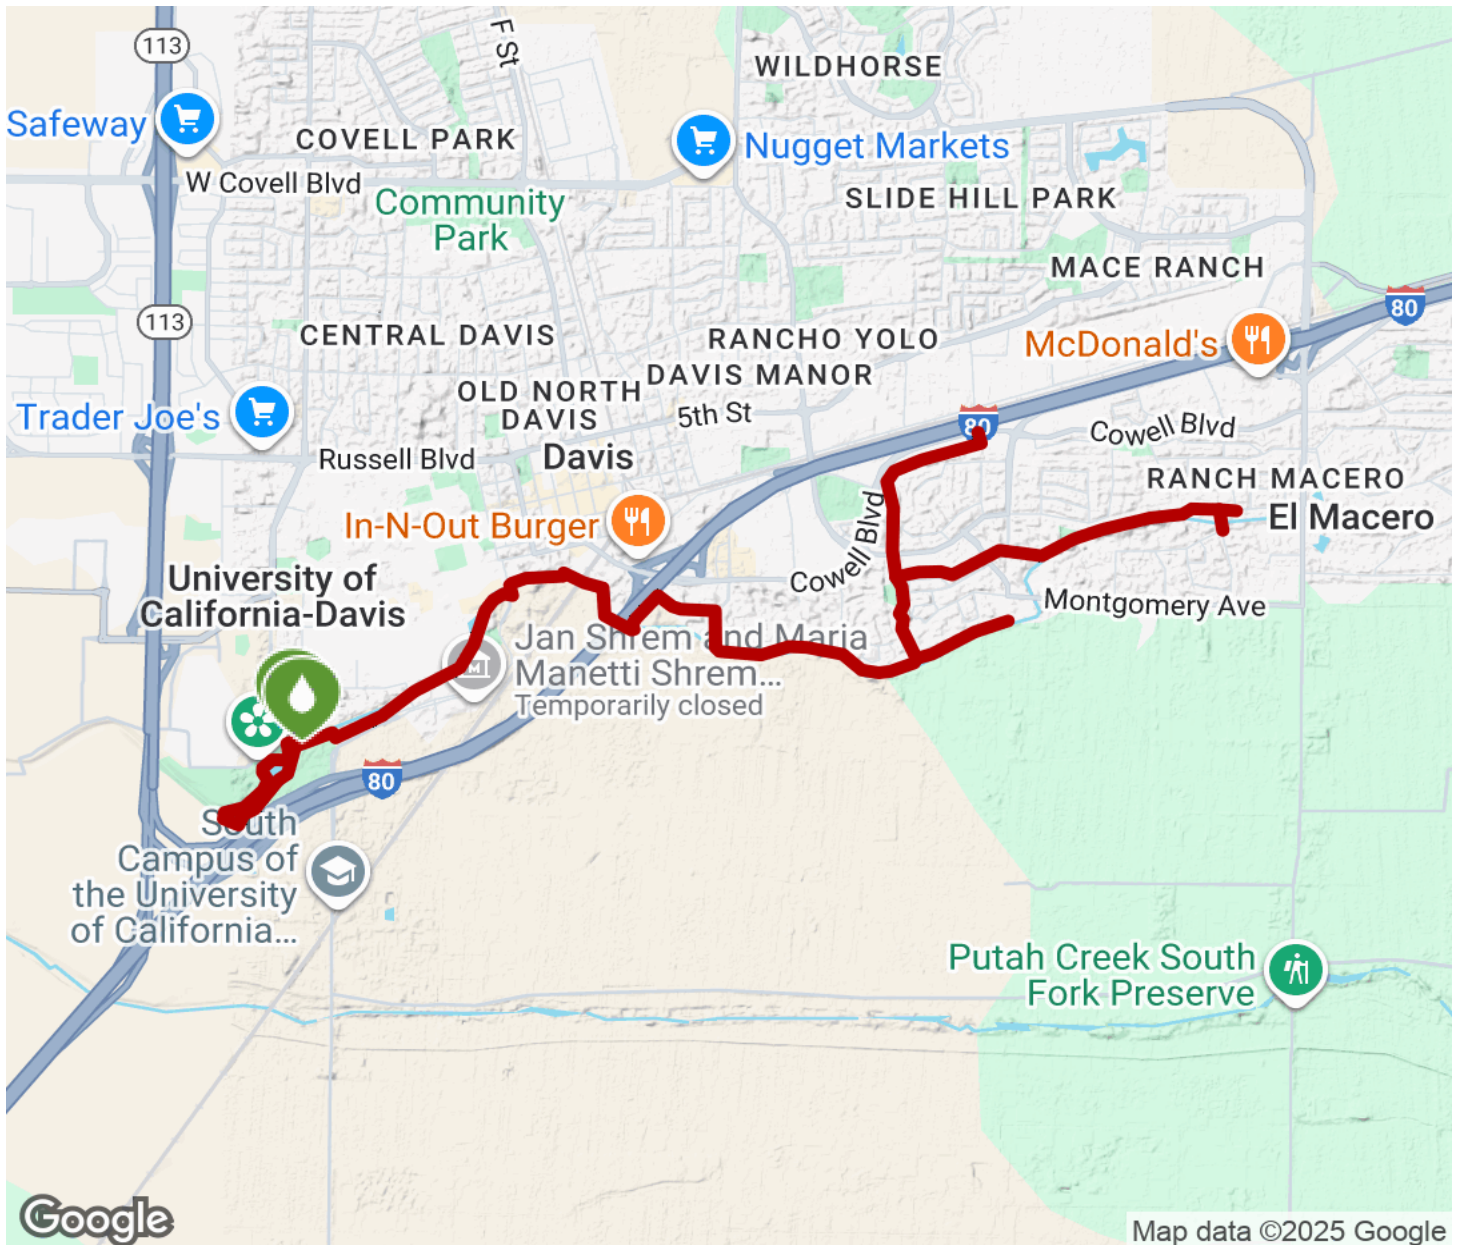 F St
113
WILDHORSE
Safeway
COVELL PARK
Nugget Markets
W Covell Blvd
Community
Park
SLIDE HILL PARK
MACE RANCH
80
113
CENTRAL DAVIS
RANCHO YOLO
McDonald's
DAVIS MANOR
OLD NORTH
DAVIS
5th St
Trader Joe's
80
Cowell Blvd
Russell Blvd
Davis
RANCH MACERO
In-N-Out Burger
El Macero
Cowell Blvd
University of
California-Davis
Montgomery Ave
Jan Shrem and Maria
Manetti Shrem...
Temporarily closed
80
South
Campus of
the University
of California...
Putah Creek South
Fork Preserve
Google
Map data ©2025 Google